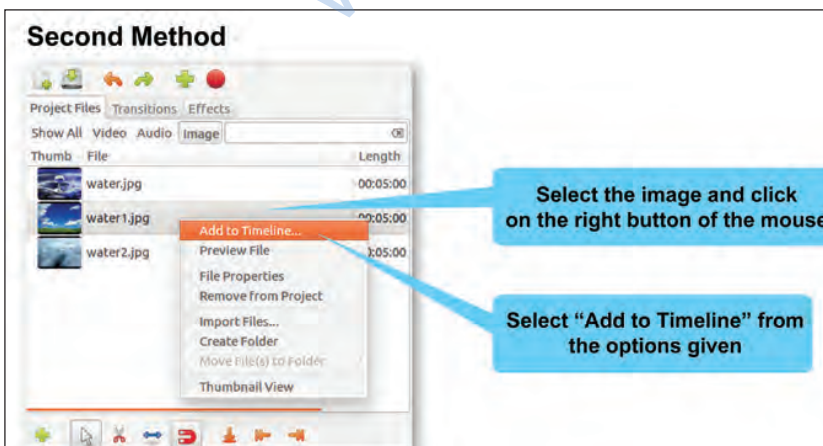 Second Method
Project Files Transitions Effects
Show All Video Audio Image
Thumb File Length
water.jpg 00:05:00
water1.jpg 00:05:00
Add to Timeline...
water2.jpg
Preview File
File Properties
Remove from Project
Import Files...
Create Folder
Move File(s) to Folder
Thumbnail View
Select the image and click
on the right button of the mouse
Select “Add to Timeline” from
the options given